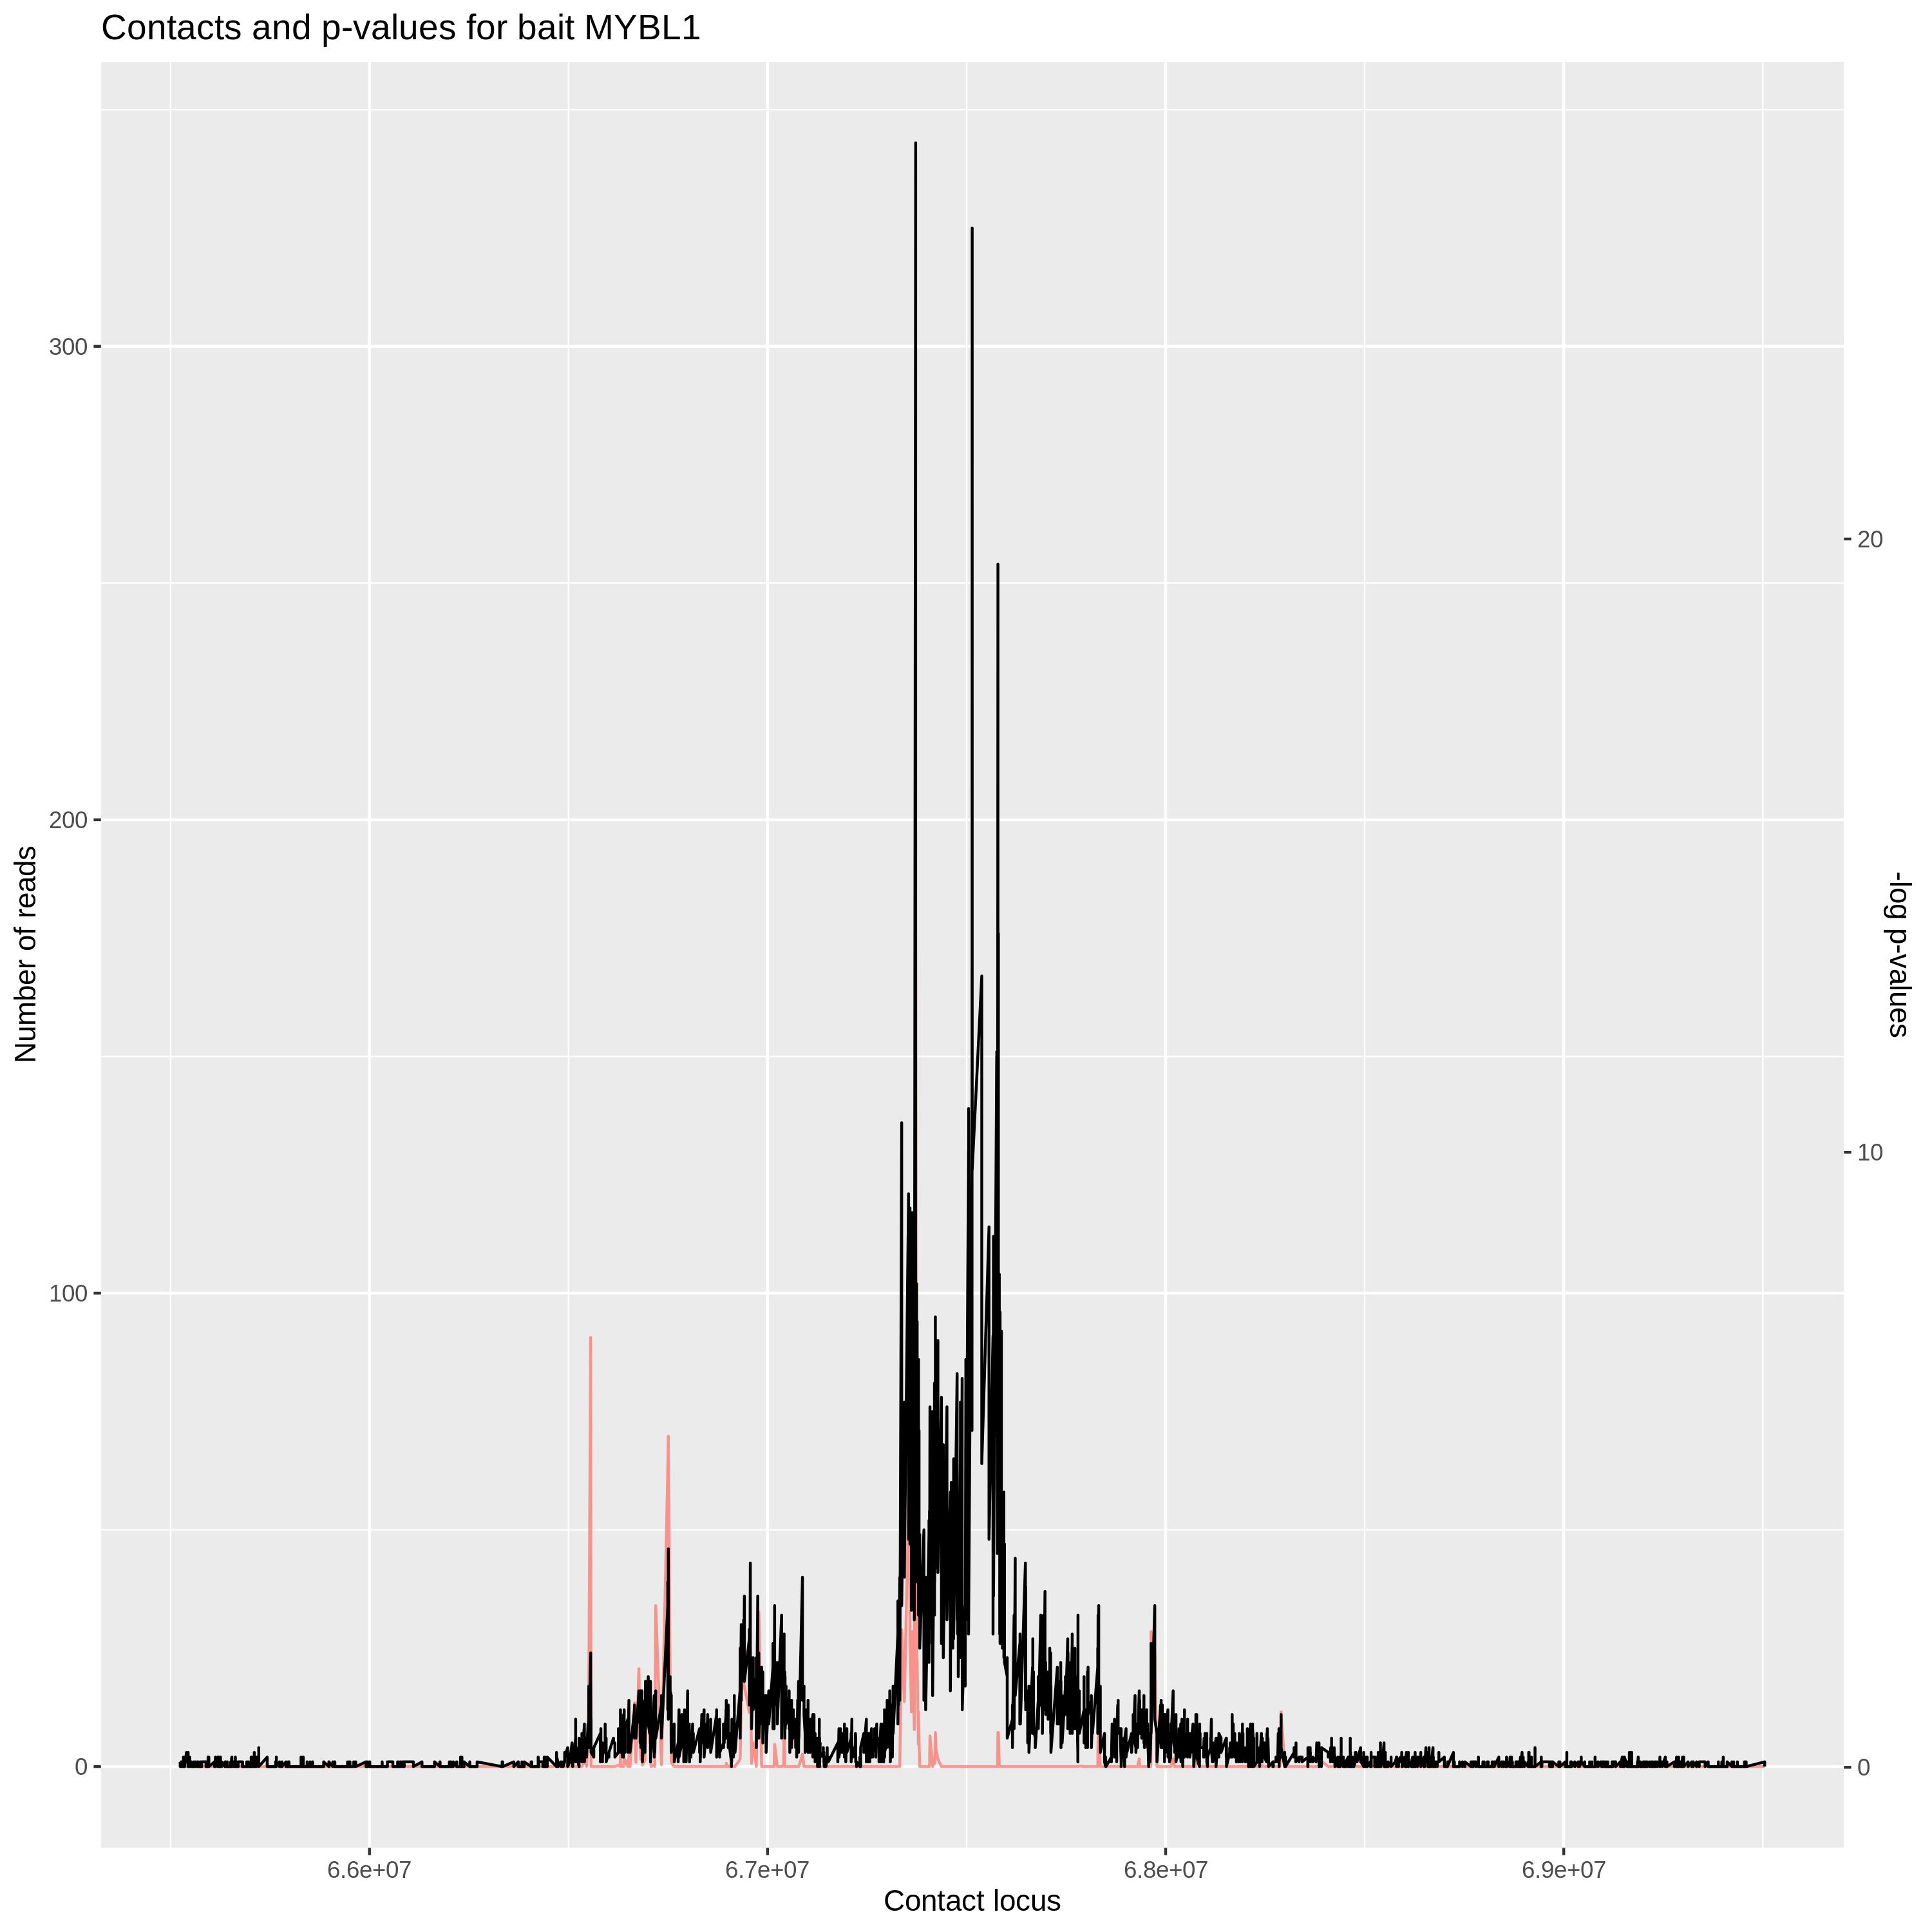 Contacts and p-values for bait MYBL1
300
200
100
0
Number of reads
20
10
0
-log p-values
6.6e+07
6.7e+07
6.8e+07
6.9e+07
Contact locus